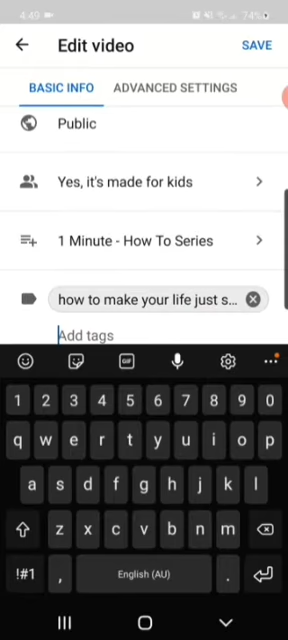 4:49
74%
Edit video
SAVE
BASIC INFO
ADVANCED SETTINGS
Public
Yes, it's made for kids
1 Minute - How To Series
how to make your life just s...
Add tags
GIF
1 2 3 4 5 6 7 8 9 0
q w e r t y u i o p
a s d f g h j k l
z x c v b n m
!#1 , English (AU) .